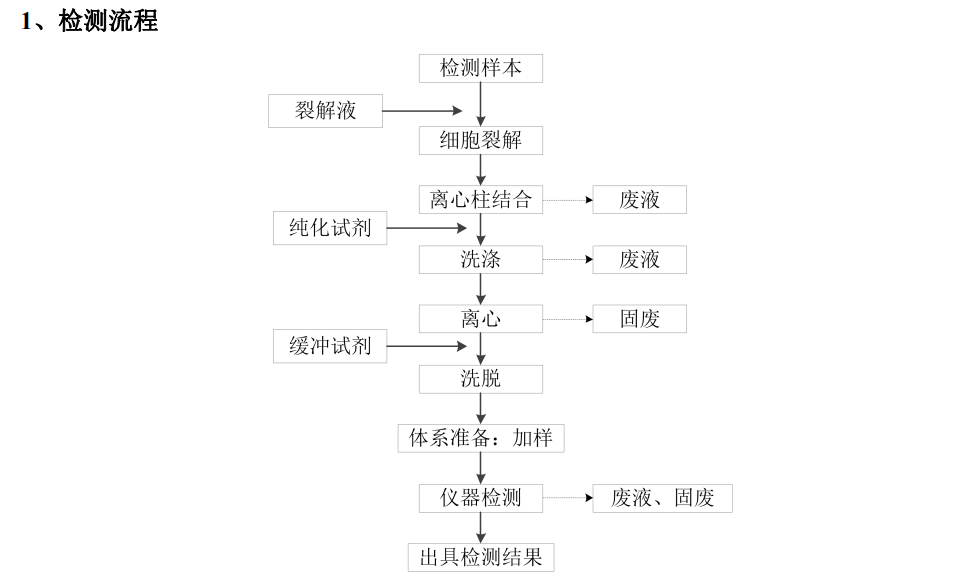 1、检测流程
检测样本
裂解液
细胞裂解
离心柱结合
废液
纯化试剂
洗涤
废液
离心
固废
缓冲试剂
洗脱
体系准备：加样
仪器检测
废液、固废
出具检测结果